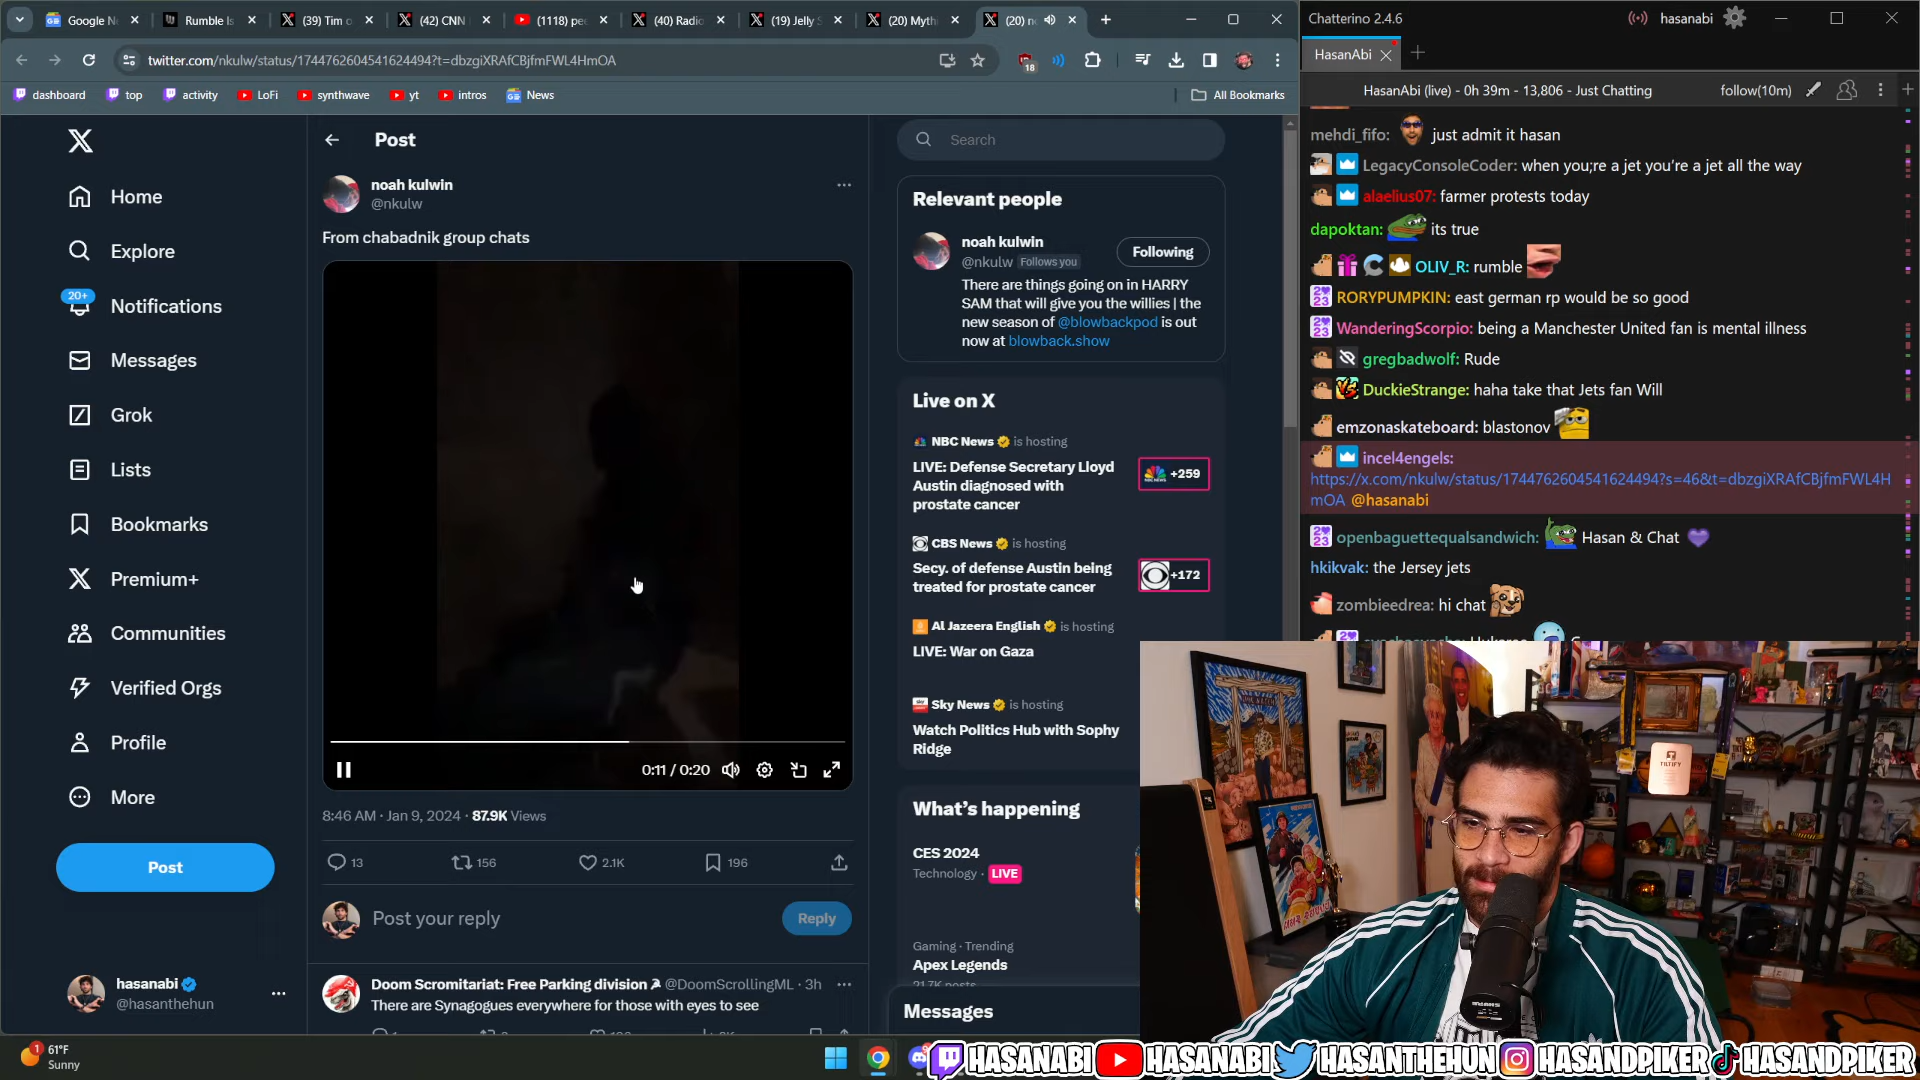 Google Ne
Rumble Is
(39) Tim o
(42) CNN
(1118) pe
(40) Radio
(19) Jelly S
(20) Myth
(20) n
twitter.com/nkulw/status/1744762604541624494?t=dbzgiXRAfCBjfmFWL4HmOA
18
dashboard
top
activity
LoFi
synthwave
yt
intros
News
All Bookmarks
Home
Explore
20+
Notifications
Messages
Grok
Lists
Bookmarks
Premium+
Communities
Verified Orgs
Profile
More
Post
hasanabi
@hasanthehun
Post
noah kulwin
@nkulw
From chabadnik group chats
0:11 / 0:20
8:46 AM · Jan 9, 2024 · 87.9K Views
13
156
2.1K
196
Post your reply
Reply
Doom Scromitariat: Free Parking division @DoomScrollingML · 3h
There are Synagogues everywhere for those with eyes to see
Search
Relevant people
noah kulwin
@nkulw Follows you
Following
There are things going on in HARRY
SAM that will give you the willies | the
new season of @blowbackpod is out
now at blowback.show
Live on X
NBC News is hosting
LIVE: Defense Secretary Lloyd
Austin diagnosed with
prostate cancer
+259
CBS News is hosting
Secy. of defense Austin being
treated for prostate cancer
+172
Al Jazeera English is hosting
LIVE: War on Gaza
Sky News is hosting
Watch Politics Hub with Sophy
Ridge
What's happening
CES 2024
Technology · LIVE
Gaming · Trending
Apex Legends
Messages
Chatterino 2.4.6
hasanabi
HasanAbi
HasanAbi (live) - 0h 39m - 13,806 - Just Chatting
follow(10m)
mehdi_fifo: just admit it hasan
LegacyConsoleCoder: when you;re a jet you're a jet all the way
alaelius07: farmer protests today
dapoktan: its true
OLIV_R: rumble
RORYPUMPKIN: east german rp would be so good
WanderingScorpio: being a Manchester United fan is mental illness
gregbadwolf: Rude
DuckieStrange: haha take that Jets fan Will
emzonaskateboard: blastonov
incel4engels:
https://x.com/nkulw/status/1744762604541624494?s=46&t=dbzgiXRAfCBjfmFWL4H
mOA @hasanabi
openbaguettequalsandwich: Hasan & Chat
hkikvak: the Jersey jets
zombieedrea: hi chat
TILTIFY
1
61°F
Sunny
HASANABI
HASANABI
HASANTHEHUN
HASANDPIKER
HASANDPIKER